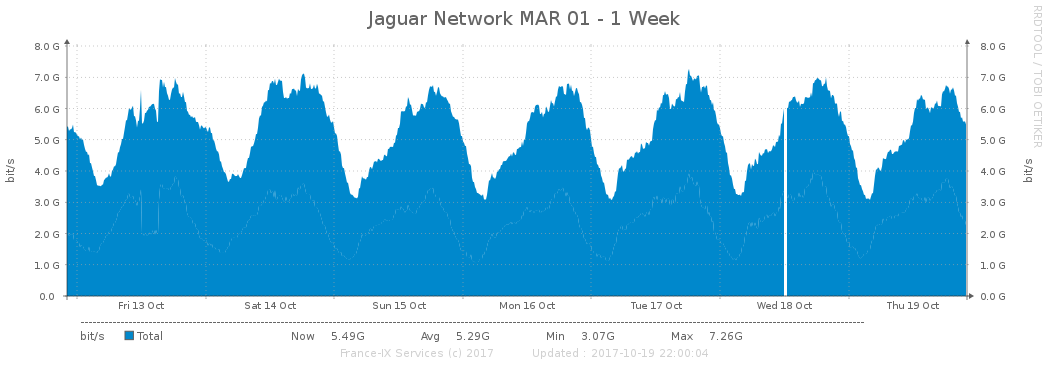 Jaguar Network MAR 01 - 1 Week
RRDTOOL / TOBI OETIKER
8.0 G 8.0 G
7.0 G 7.0 G
6.0 G 6.0 G
5.0 G 5.0 G
4.0 G 4.0 G
3.0 G 3.0 G
2.0 G 2.0 G
1.0 G 1.0 G
0.0 0.0 G
bit/s bit/s
Fri 13 Oct Sat 14 Oct Sun 15 Oct Mon 16 Oct Tue 17 Oct Wed 18 Oct Thu 19 Oct
bit/s Total Now 5.49G Avg 5.29G Min 3.07G Max 7.26G
France-IX Services (c) 2017 Updated : 2017-10-19 22:00:04